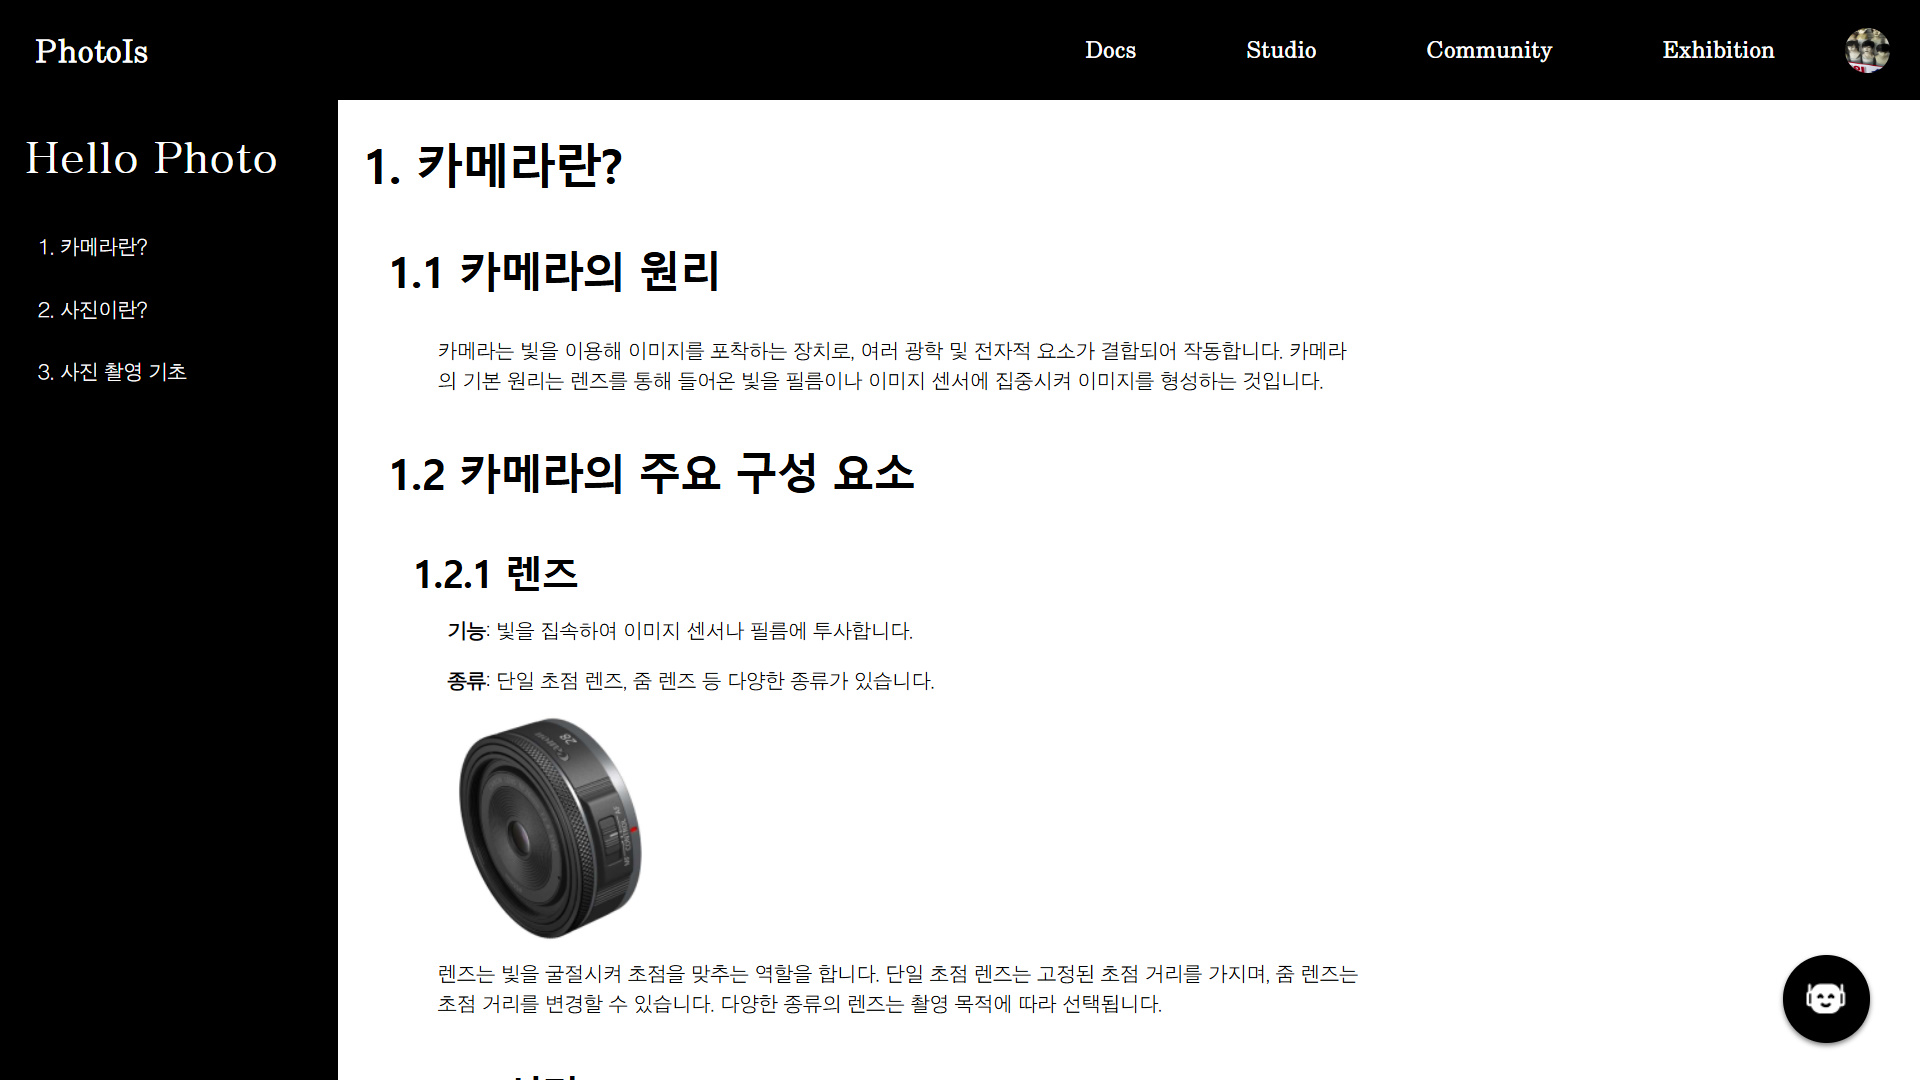 PhotoIs
Docs
Studio
Community
Exhibition
Hello Photo
1. 카메라란?
2. 사진이란?
3. 사진 촬영 기초
1. 카메라란?
1.1 카메라의 원리
카메라는 빛을 이용해 이미지를 포착하는 장치로, 여러 광학 및 전자적 요소가 결합되어 작동합니다. 카메라
의 기본 원리는 렌즈를 통해 들어온 빛을 필름이나 이미지 센서에 집중시켜 이미지를 형성하는 것입니다.
1.2 카메라의 주요 구성 요소
1.2.1 렌즈
기능: 빛을 집속하여 이미지 센서나 필름에 투사합니다.
종류: 단일 초점 렌즈, 줌 렌즈 등 다양한 종류가 있습니다.
28
렌즈는 빛을 굴절시켜 초점을 맞추는 역할을 합니다. 단일 초점 렌즈는 고정된 초점 거리를 가지며, 줌 렌즈는
초점 거리를 변경할 수 있습니다. 다양한 종류의 렌즈는 촬영 목적에 따라 선택됩니다.